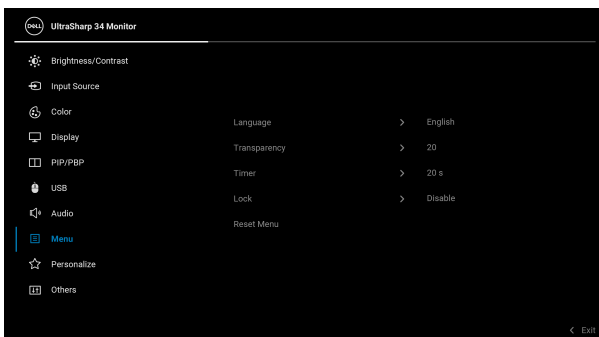 DELL UltraSharp 34 Monitor
Brightness/Contrast
Input Source
Color
Display
PIP/PBP
USB
Audio
Menu
Personalize
Others
Language > English
Transparency > 20
Timer > 20 s
Lock > Disable
Reset Menu
< Exit